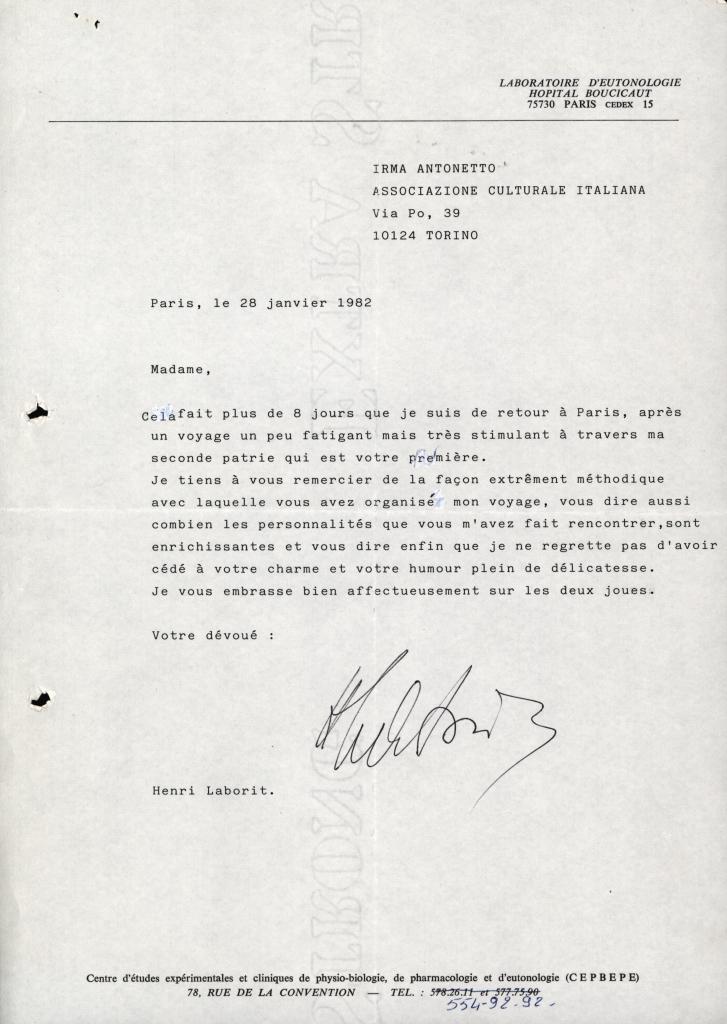 LABORATOIRE D'EUTONOLOGIE
HOPITAL BOUCICAUT
75730 PARIS CEDEX 15
IRMA ANTONETTO
ASSOCIAZIONE CULTURALE ITALIANA
Via Po, 39
10124 TORINO
Paris, le 28 janvier 1982
Madame,
Cela fait plus de 8 jours que je suis de retour à Paris, après
un voyage un peu fatigant mais très stimulant à travers ma
seconde patrie qui est votre première.
Je tiens à vous remercier de la façon extrêment méthodique
avec laquelle vous avez organisé mon voyage, vous dire aussi
combien les personnalités que vous m'avez fait rencontrer,sont
enrichissantes et vous dire enfin que je ne regrette pas d'avoir
cédé à votre charme et votre humour plein de délicatesse.
Je vous embrasse bien affectueusement sur les deux joues.
Votre dévoué :
Henri Laborit.
Centre d'études expérimentales et cliniques de physio-biologie, de pharmacologie et d'eutonologie (CEPBEPE)
78, RUE DE LA CONVENTION — TEL. : 578.26.11 et 577.75.90
554-92-92.